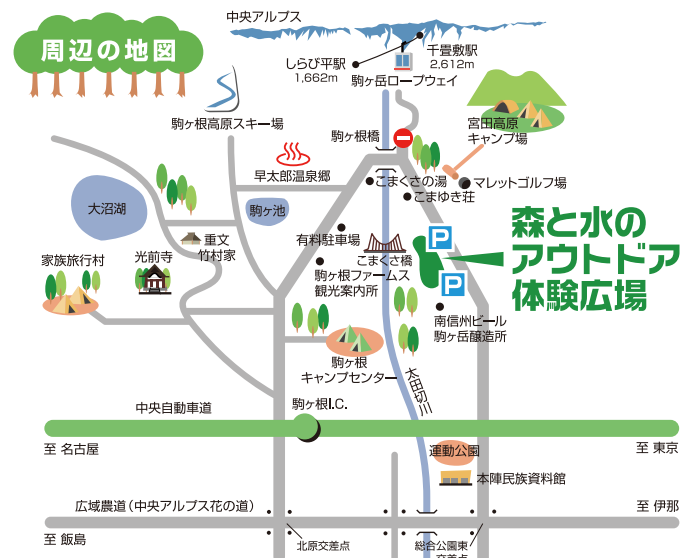 周辺の地図
中央アルプス
千畳敷駅
2,612m
しらび平駅
1,662m
駒ヶ岳ロープウェイ
駒ヶ根高原スキー場
宮田高原
キャンプ場
駒ヶ根橋
早太郎温泉郷
こまくさの湯
マレットゴルフ場
こまゆき荘
大沼湖
駒ヶ池
森と水の
アウトドア
体験広場
P
P
有料駐車場
こまくさ橋
重文
竹村家
光前寺
家族旅行村
駒ヶ根ファームス
観光案内所
南信州ビール
駒ヶ岳醸造所
駒ヶ根
キャンプセンター
太田切川
中央自動車道
駒ヶ根I.C.
至 名古屋
至 東京
運動公園
本陣民族資料館
広域農道（中央アルプス花の道）
至 伊那
至 飯島
北原交差点
総合公園東
交差点